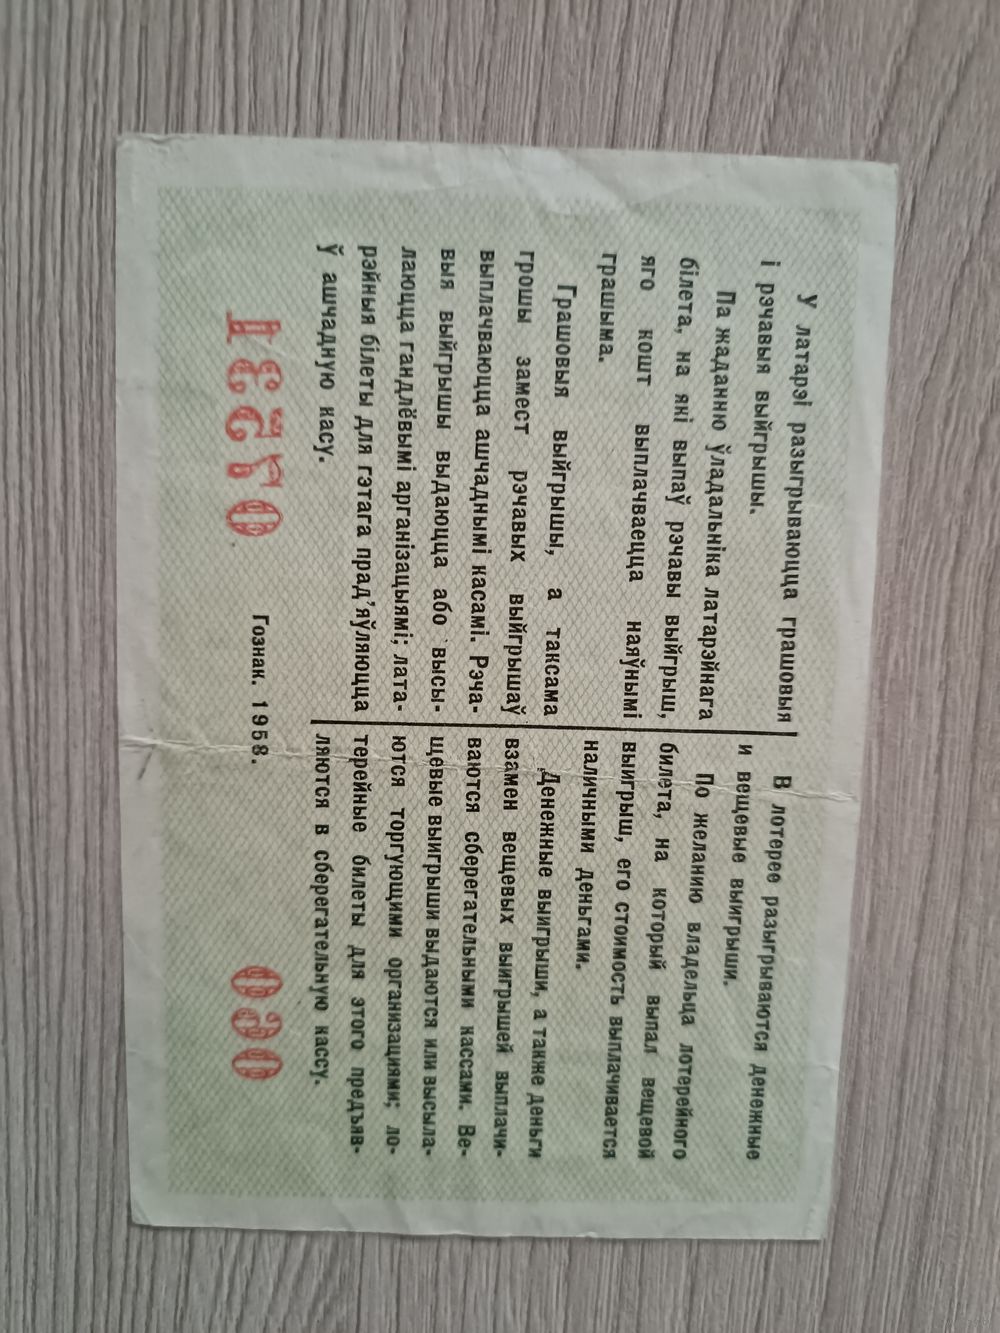 У латарэі разыгрываюцца грашовыя
і рэчавыя выйгрышы.
Па жаданню ўладальніка латарэйнага
білета, на які выпаў рэчавы выйгрыш,
яго кошт выплачваецца наяўнымі
грашыма.
Грашовыя выйгрышы, а таксама
грошы замест рэчавых выйгрышаў
выплачваюцца ашчаднымі касамі. Рэча-
выя выйгрышы выдаюцца або высы-
лаюцца гандлёвымі арганізацыямі; лата-
рэйныя білеты для гэтага прад'яўляюцца
ў ашчадную касу.
В лотерее разыгрываются денежные
и вещевые выигрыши.
По желанию владельца лотерейного
билета, на который выпал вещевой
выигрыш, его стоимость выплачивается
наличными деньгами.
Денежные выигрыши, а также деньги
взамен вещевых выигрышей выплачи-
ваются сберегательными кассами. Ве-
щевые выигрыши выдаются или высыла-
ются торгующими организациями; ло-
терейные билеты для этого предъяв-
ляются в сберегательную кассу.
Гознак. 1958.